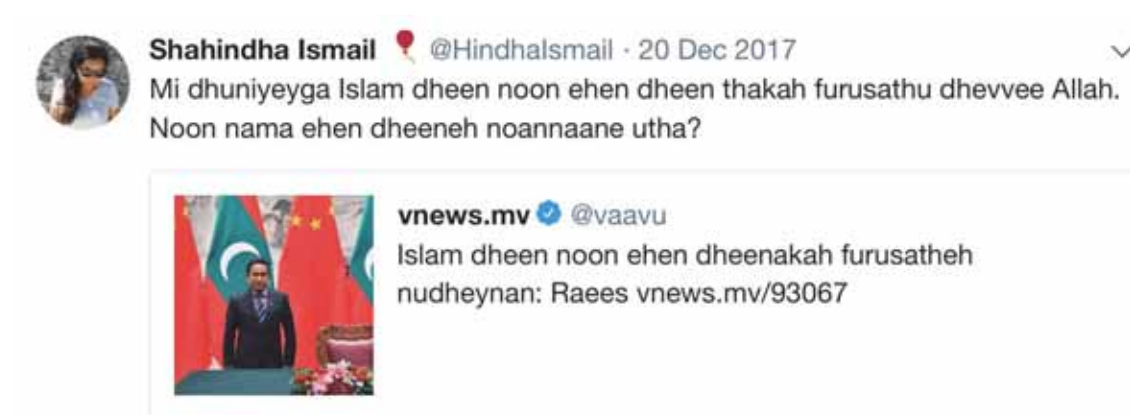 Shahindha Ismail 🎈 @HindhaIsmail · 20 Dec 2017
Mi dhuniyeyga Islam dheen noon ehen dheen thakah furusathu dhevvee Allah.
Noon nama ehen dheeneh noannaane utha?
vnews.mv @vaavu
Islam dheen noon ehen dheenakah furusatheh
nudheynan: Raees vnews.mv/93067